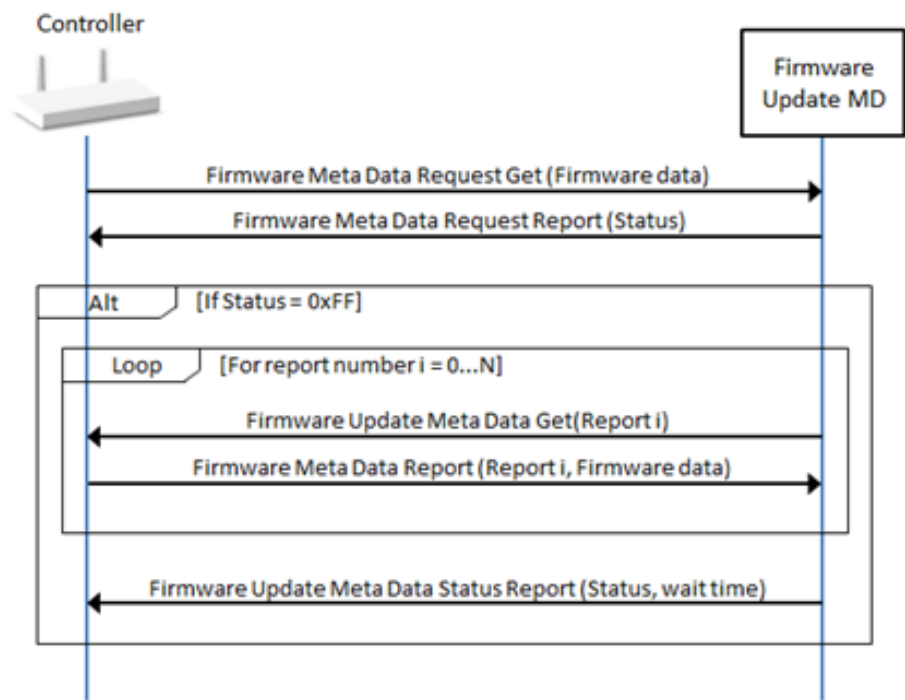 Controller
Firmware
Update MD
Firmware Meta Data Request Get (Firmware data)
Firmware Meta Data Request Report (Status)
Alt [If Status = 0xFF]
Loop [For report number i = 0...N]
Firmware Update Meta Data Get(Report i)
Firmware Meta Data Report (Report i, Firmware data)
Firmware Update Meta Data Status Report (Status, wait time)